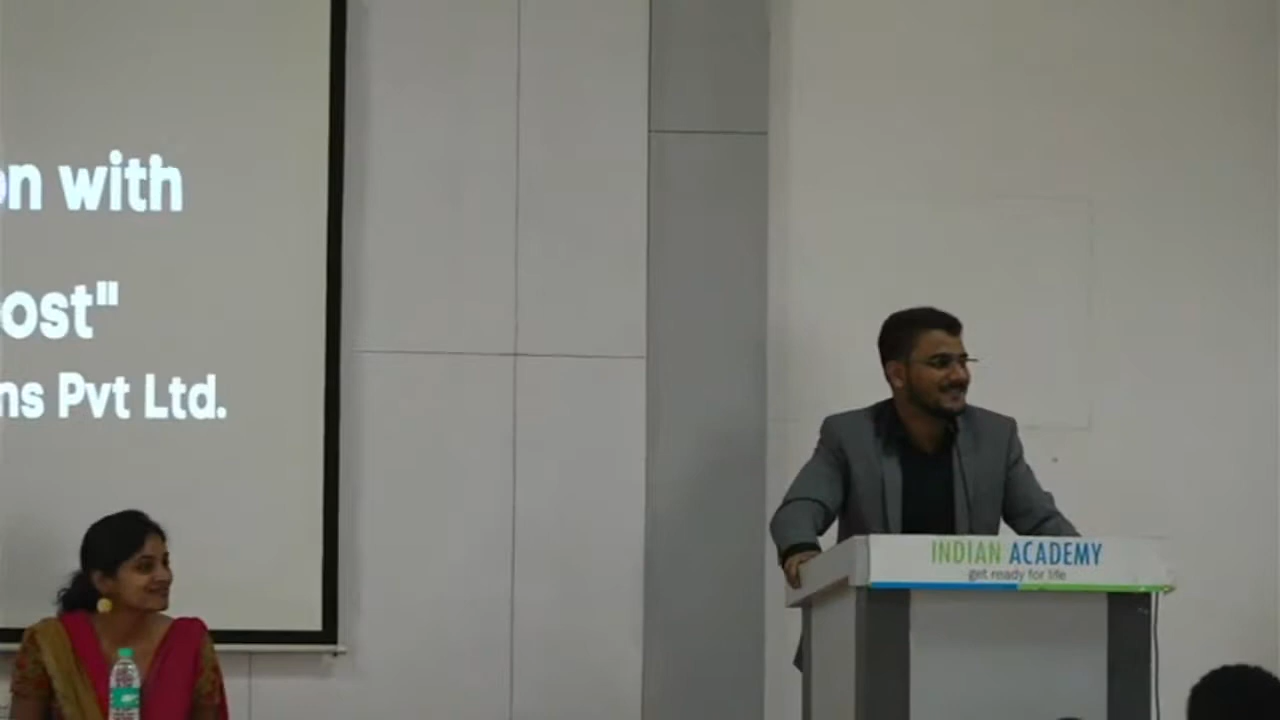 on with
ost"
ns Pvt Ltd.
INDIAN ACADEMY
get ready for life